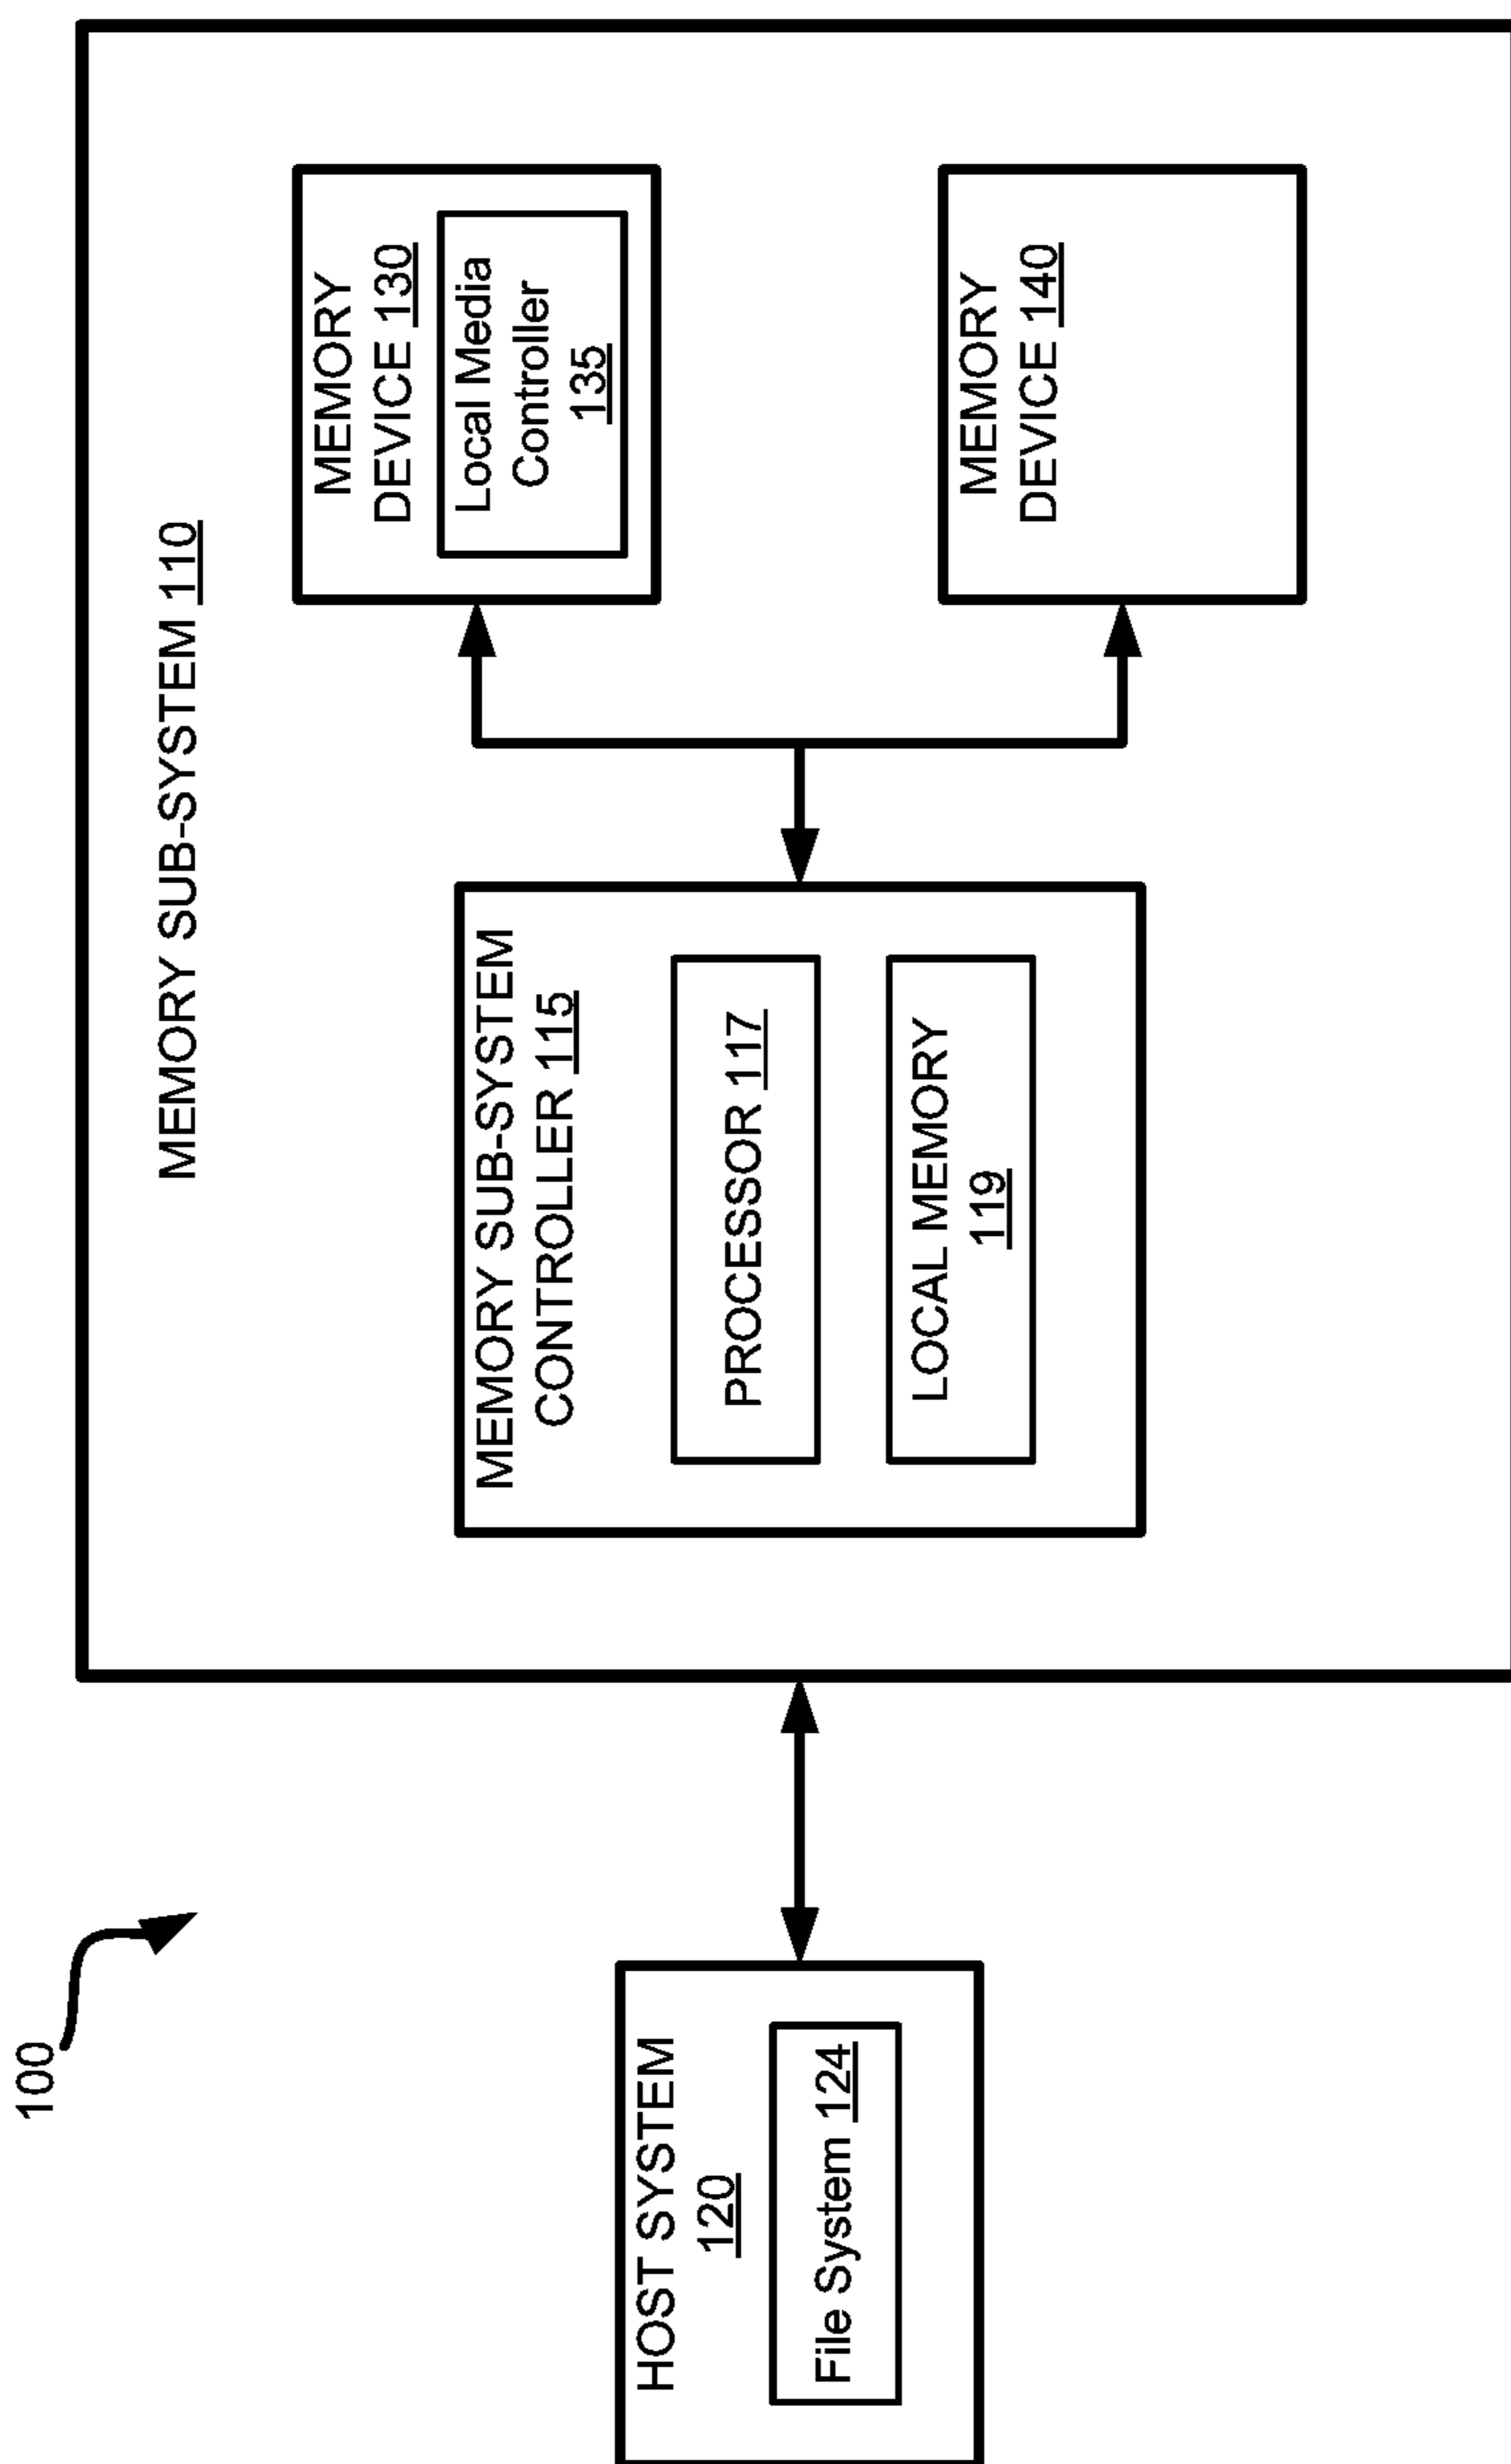 100
HOST SYSTEM
120
File System 124
MEMORY SUB-SYSTEM 110
MEMORY SUB-SYSTEM
CONTROLLER 115
PROCESSOR 117
LOCAL MEMORY
119
MEMORY
DEVICE 130
Local Media
Controller
135
MEMORY
DEVICE 140